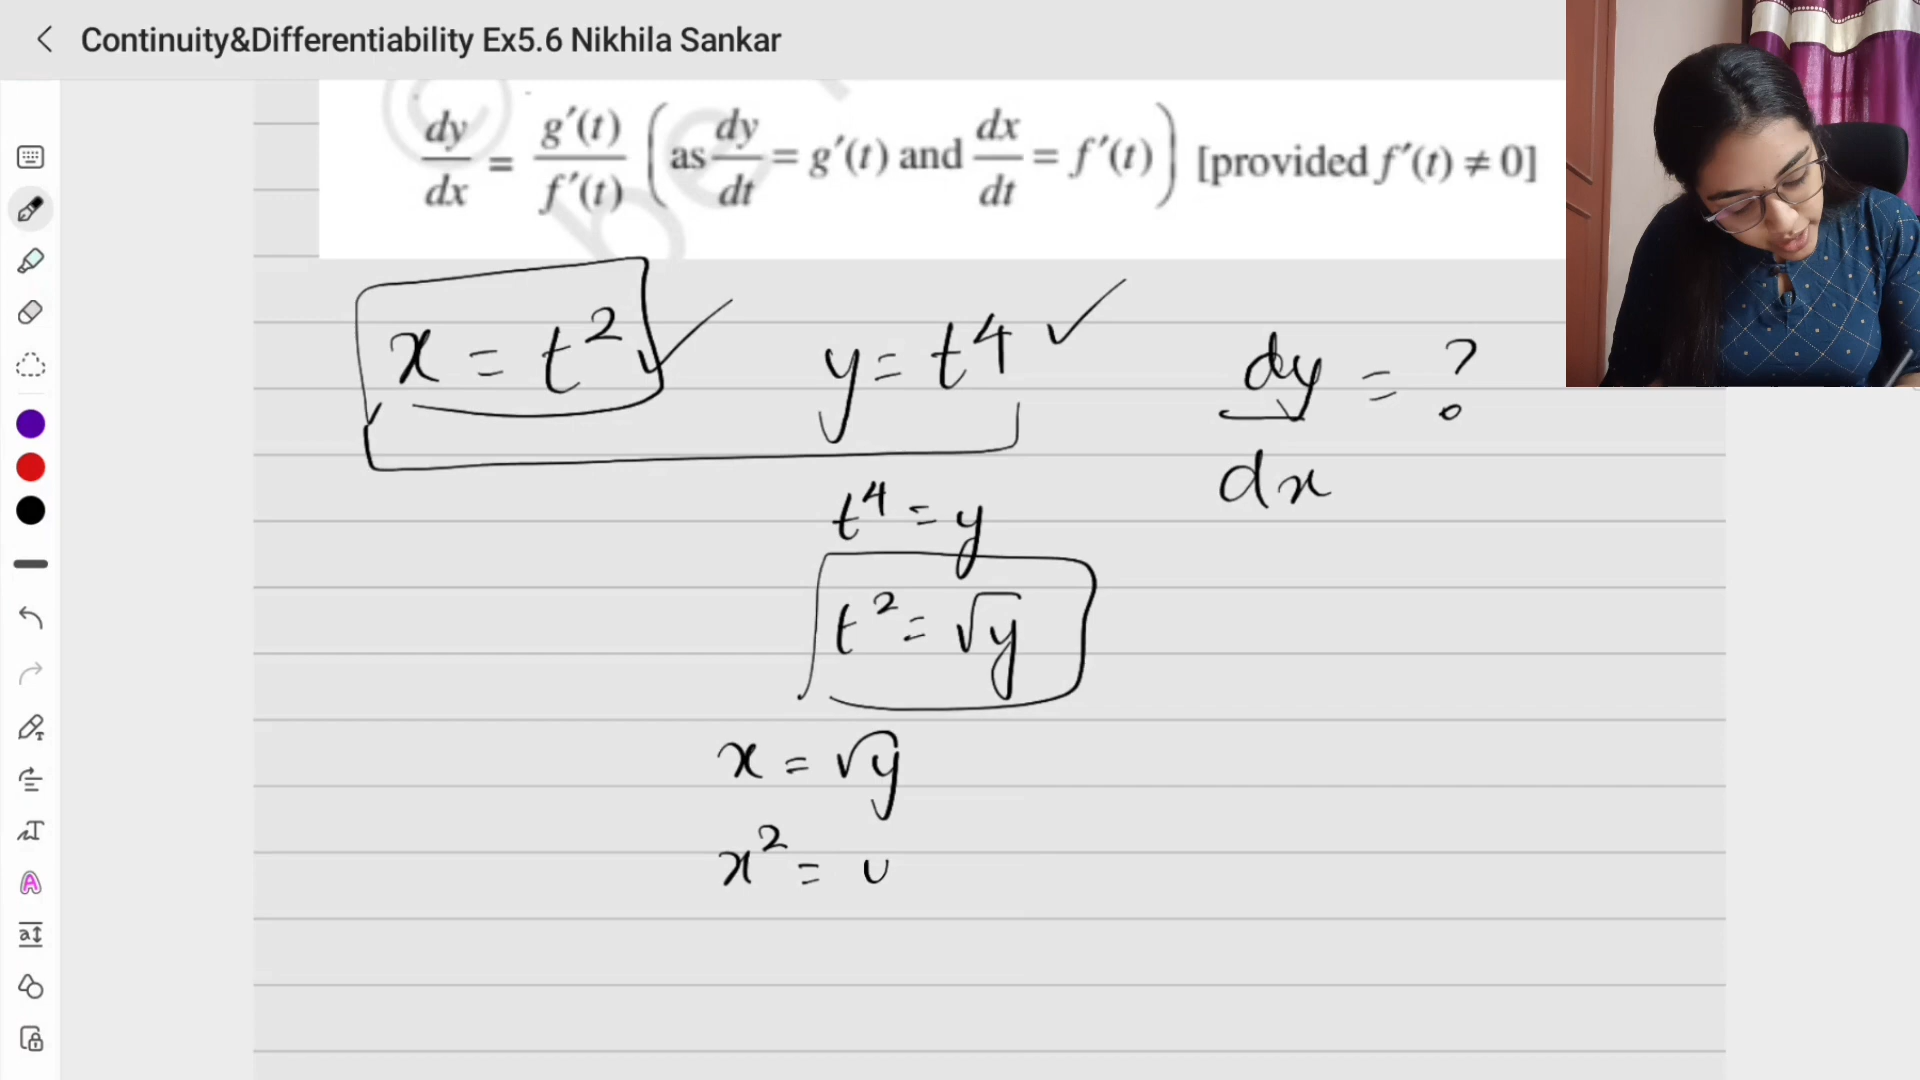 Continuity&Differentiability Ex5.6 Nikhila Sankar
dy/dx = g′(t)/f′(t) (as dy/dt = g′(t) and dx/dt = f′(t)) [provided f′(t) ≠ 0]
x = t² ✓ y = t⁴ ✓ dy/dx = ?
t⁴ = y
t² = √y
x = √y
x² =